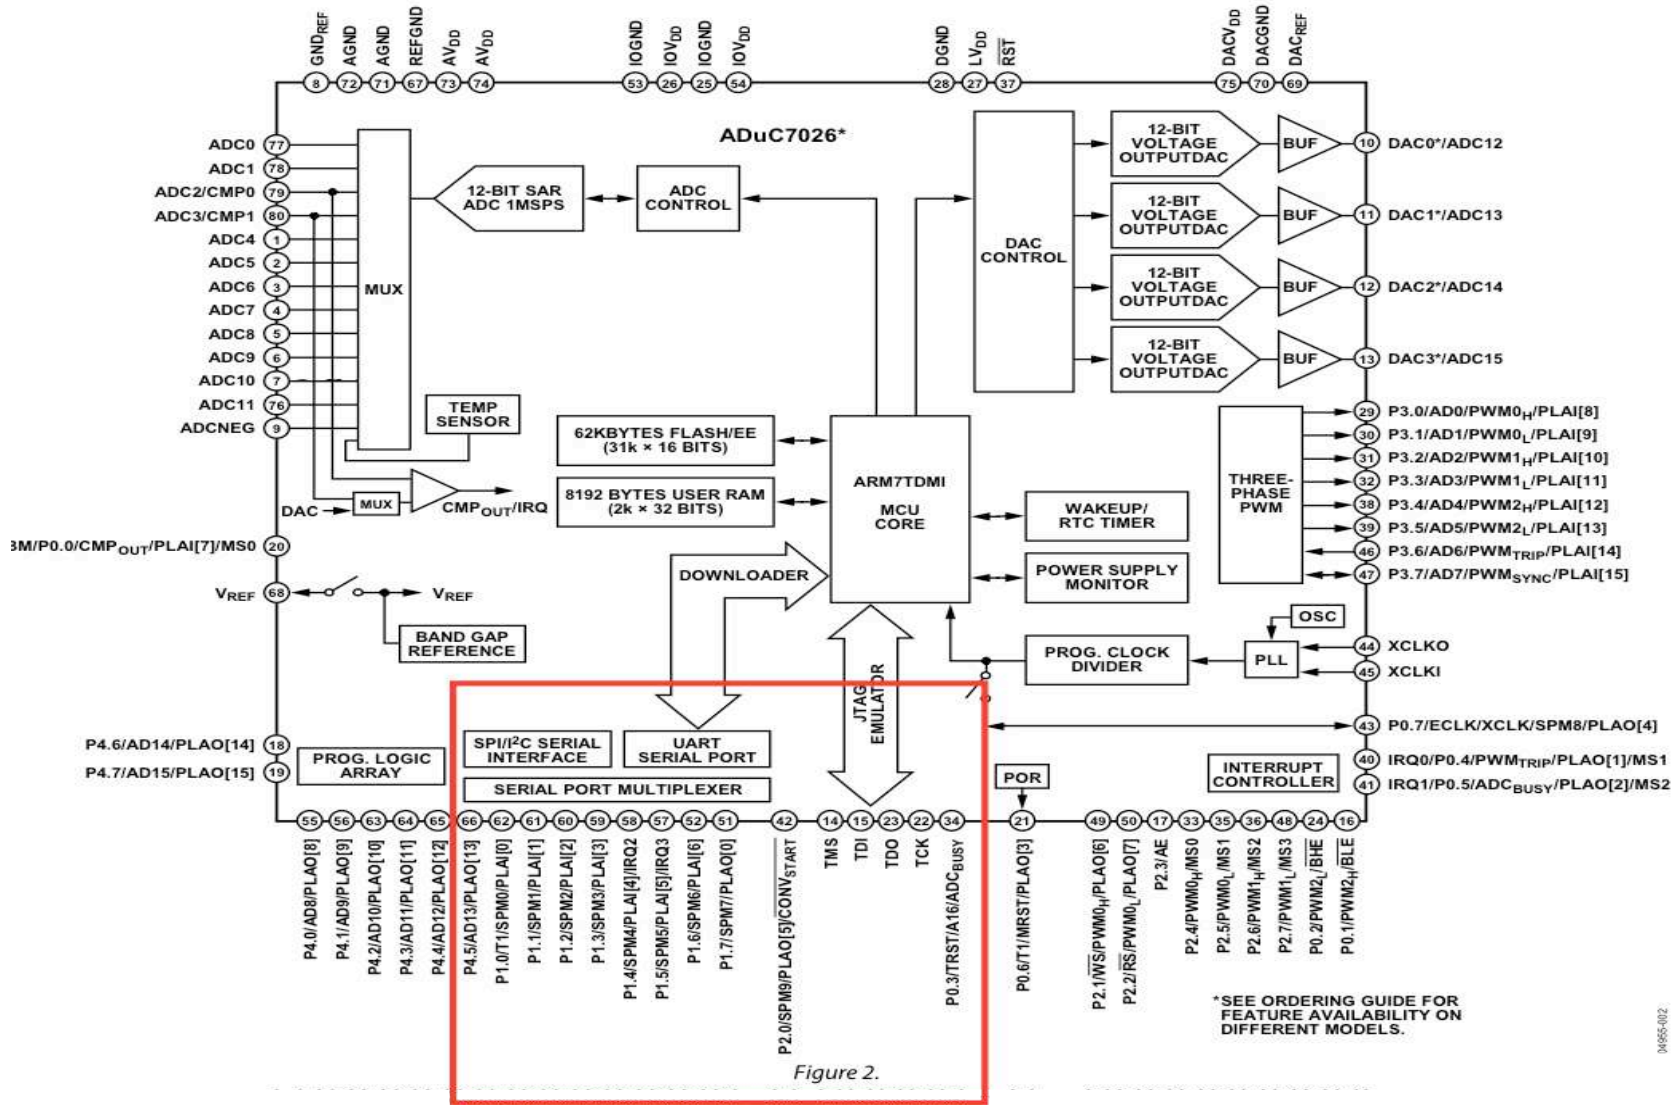 GNDREF
AGND
AGND
REFGND
AVDD
AVDD
IOGND
IOVDD
IOGND
IOVDD
DGND
LVDD
RST
DACVDD
DACGND
DACREF
8
72
71
67
73
74
53
26
25
54
28
27
37
75
70
69
ADuC7026*
ADC0 77
ADC1 78
ADC2/CMP0 79
ADC3/CMP1 80
ADC4 1
ADC5 2
ADC6 3
ADC7 4
ADC8 5
ADC9 6
ADC10 7
ADC11 76
ADCNEG 9
MUX
12-BIT SAR
ADC 1MSPS
ADC
CONTROL
DAC
CONTROL
12-BIT
VOLTAGE
OUTPUTDAC
BUF
10 DAC0*/ADC12
12-BIT
VOLTAGE
OUTPUTDAC
BUF
11 DAC1*/ADC13
12-BIT
VOLTAGE
OUTPUTDAC
BUF
12 DAC2*/ADC14
12-BIT
VOLTAGE
OUTPUTDAC
BUF
13 DAC3*/ADC15
TEMP
SENSOR
DAC
MUX
CMPOUT/IRQ
62KBYTES FLASH/EE
(31k × 16 BITS)
8192 BYTES USER RAM
(2k × 32 BITS)
ARM7TDMI
MCU
CORE
WAKEUP/
RTC TIMER
POWER SUPPLY
MONITOR
THREE-
PHASE
PWM
29 P3.0/AD0/PWM0H/PLAI[8]
30 P3.1/AD1/PWM0L/PLAI[9]
31 P3.2/AD2/PWM1H/PLAI[10]
32 P3.3/AD3/PWM1L/PLAI[11]
38 P3.4/AD4/PWM2H/PLAI[12]
39 P3.5/AD5/PWM2L/PLAI[13]
46 P3.6/AD6/PWMTRIP/PLAI[14]
47 P3.7/AD7/PWMSYNC/PLAI[15]
3M/P0.0/CMPOUT/PLAI[7]/MS0 20
VREF 68
VREF
BAND GAP
REFERENCE
DOWNLOADER
JTAG
EMULATOR
PROG. CLOCK
DIVIDER
OSC
PLL
44 XCLKO
45 XCLKI
43 P0.7/ECLK/XCLK/SPM8/PLAO[4]
40 IRQ0/P0.4/PWMTRIP/PLAO[1]/MS1
41 IRQ1/P0.5/ADCBUSY/PLAO[2]/MS2
P4.6/AD14/PLAO[14] 18
P4.7/AD15/PLAO[15] 19
PROG. LOGIC
ARRAY
SPI/I2C SERIAL
INTERFACE
UART
SERIAL PORT
SERIAL PORT MULTIPLEXER
POR
INTERRUPT
CONTROLLER
55
56
63
64
65
66
62
61
60
59
58
57
52
51
42
14
15
23
22
34
21
49
50
17
33
35
36
48
24
16
P4.0/AD8/PLAO[8]
P4.1/AD9/PLAO[9]
P4.2/AD10/PLAO[10]
P4.3/AD11/PLAO[11]
P4.4/AD12/PLAO[12]
P4.5/AD13/PLAO[13]
P1.0/T1/SPM0/PLAI[0]
P1.1/SPM1/PLAI[1]
P1.2/SPM2/PLAI[2]
P1.3/SPM3/PLAI[3]
P1.4/SPM4/PLAI[4]/IRQ2
P1.5/SPM5/PLAI[5]/IRQ3
P1.6/SPM6/PLAI[6]
P1.7/SPM7/PLAO[0]
P2.0/SPM9/PLAO[5]/CONVSTART
TMS
TDI
TDO
TCK
P0.3/TRST/A16/ADCBUSY
P0.6/T1/MRST/PLAO[3]
P2.1/WS/PWM0H/PLAO[6]
P2.2/RS/PWM0L/PLAO[7]
P2.3/AE
P2.4/PWM0H/MS0
P2.5/PWM0L/MS1
P2.6/PWM1H/MS2
P2.7/PWM1L/MS3
P0.2/PWM2L/BHE
P0.1/PWM2H/BLE
*SEE ORDERING GUIDE FOR
FEATURE AVAILABILITY ON
DIFFERENT MODELS.
04955-002
Figure 2.